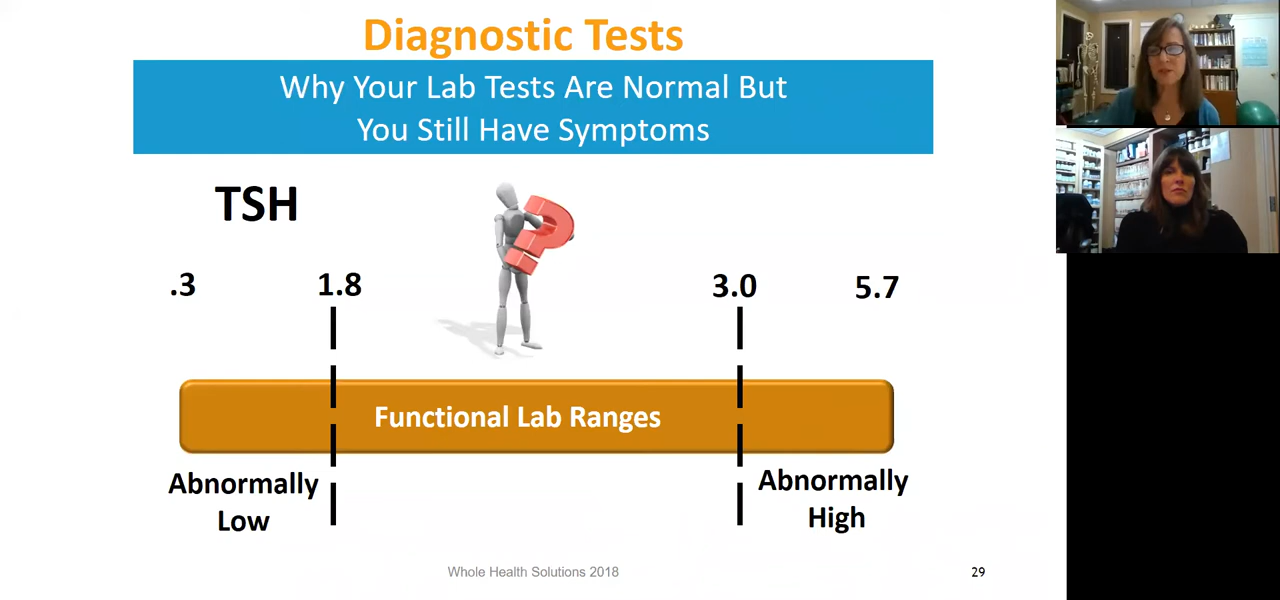 Diagnostic Tests
Why Your Lab Tests Are Normal But
You Still Have Symptoms
TSH
.3
1.8
3.0
5.7
Functional Lab Ranges
Abnormally
Low
Abnormally
High
Whole Health Solutions 2018
29